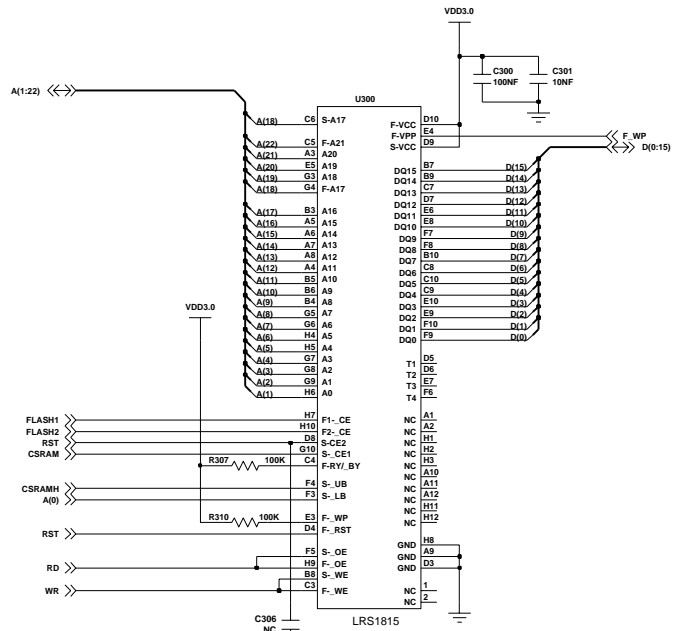 VDD3.0
C300
100NF
C301
10NF
A(1:22)
U300
A(18) C6 S-A17
A(22) C5 F-A21
A(21) A3 A20
A(20) E5 A19
A(19) G3 A18
A(18) G4 F-A17
A(17) B3 A16
A(16) A5 A15
A(15) A6 A14
A(14) A7 A13
A(13) A8 A12
A(12) A4 A11
A(11) B5 A10
A(10) B6 A9
A(9) B4 A8
A(8) G5 A7
A(7) G6 A6
A(6) H4 A5
A(5) H5 A4
A(4) G7 A3
A(3) G8 A2
A(2) G9 A1
A(1) H6 A0
VDD3.0
FLASH1 H7 F1-_CE
FLASH2 H10 F2-_CE
RST D8 S-CE2
CSRAM G10 S-_CE1
R307 100K C4 F-RY/_BY
CSRAMH F4 S-_UB
A(0) F3 S-_LB
R310 100K E3 F-_WP
RST D4 F-_RST
F5 S-_OE
RD H9 F-_OE
B8 S-_WE
WR C3 F-_WE
C306
NC
F-VCC D10
F-VPP E4 F_WP
S-VCC D9
D(0:15)
DQ15 B7 D(15)
DQ14 B9 D(14)
DQ13 C7 D(13)
DQ12 D7 D(12)
DQ11 E6 D(11)
DQ10 E8 D(10)
DQ9 F7 D(9)
DQ8 F8 D(8)
DQ7 B10 D(7)
DQ6 C8 D(6)
DQ5 C10 D(5)
DQ4 C9 D(4)
DQ3 E10 D(3)
DQ2 E9 D(2)
DQ1 F10 D(1)
DQ0 F9 D(0)
T1 D5
T2 D6
T3 E7
T4 F6
NC A1
NC A2
NC H1
NC H2
NC H3
NC A10
NC A11
NC A12
NC H11
NC H12
GND H8
GND A9
GND D3
NC 1
NC 2
LRS1815